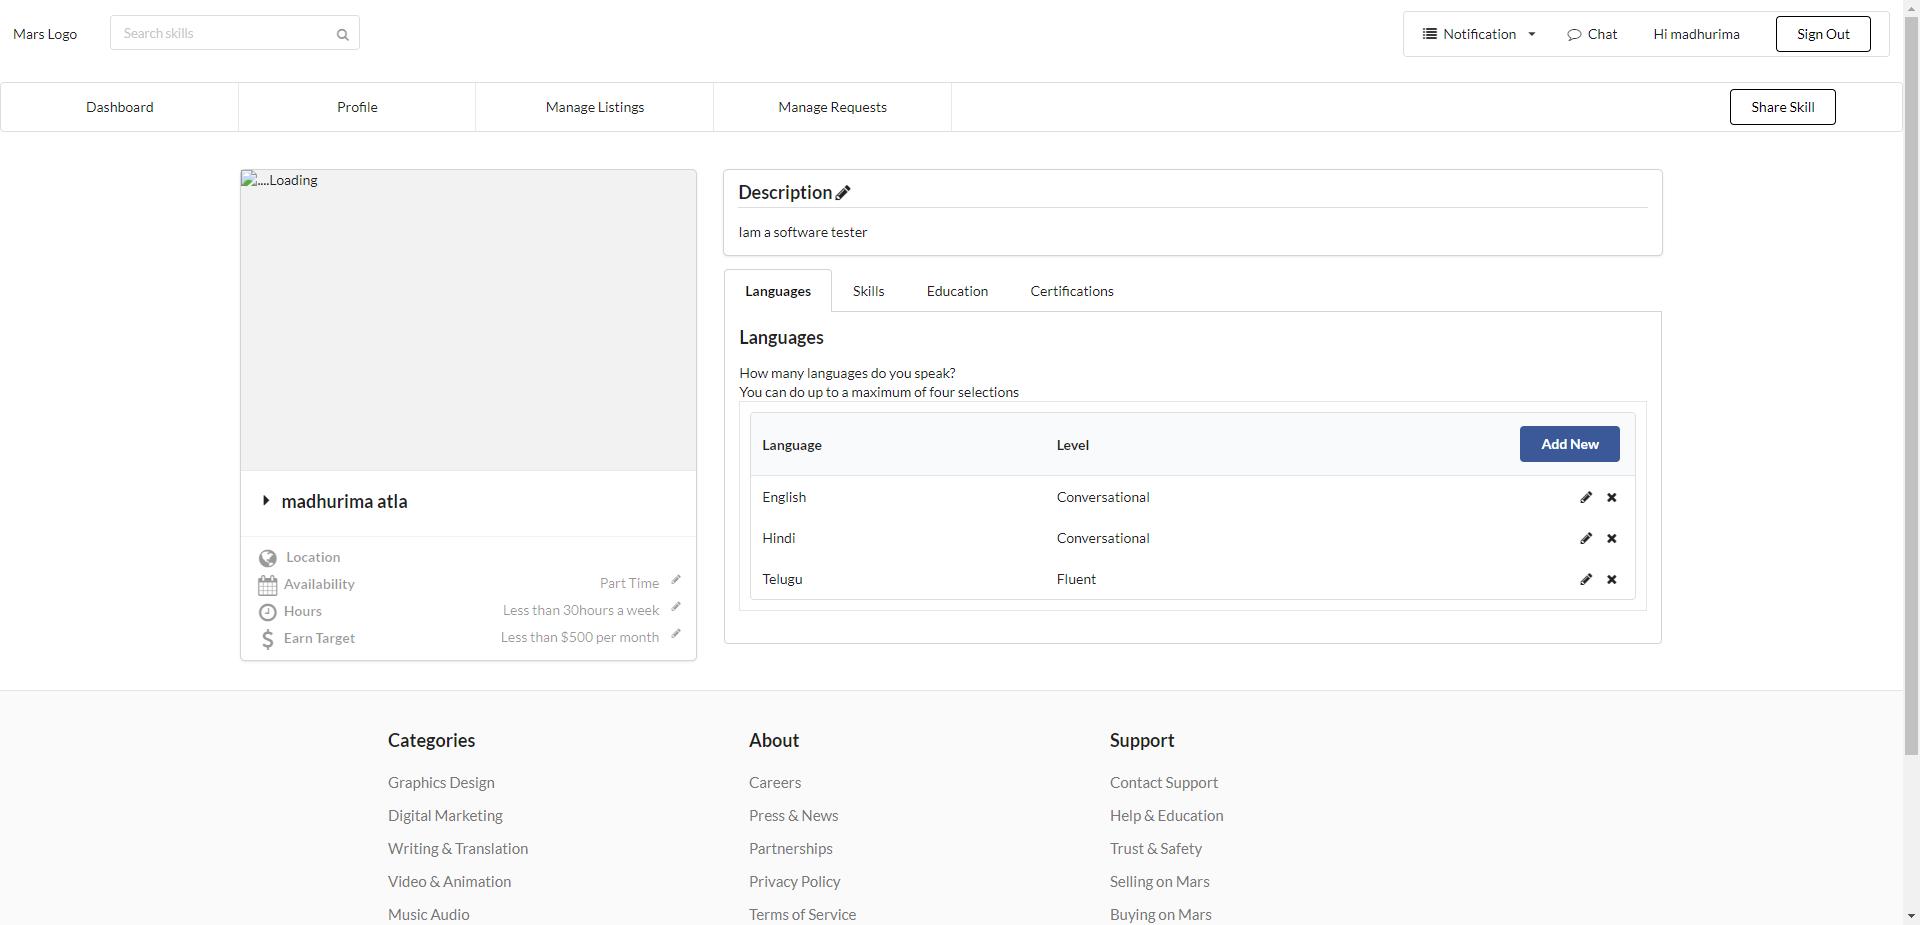 Mars Logo
Search skills
Notification
Chat
Hi madhurima
Sign Out
Dashboard
Profile
Manage Listings
Manage Requests
Share Skill
....Loading
madhurima atla
Location
Availability
Part Time
Hours
Less than 30hours a week
Earn Target
Less than $500 per month
Description
Iam a software tester
Languages
Skills
Education
Certifications
Languages
How many languages do you speak?
You can do up to a maximum of four selections
Language
Level
Add New
English
Conversational
Hindi
Conversational
Telugu
Fluent
Categories
Graphics Design
Digital Marketing
Writing & Translation
Video & Animation
Music Audio
About
Careers
Press & News
Partnerships
Privacy Policy
Terms of Service
Support
Contact Support
Help & Education
Trust & Safety
Selling on Mars
Buying on Mars